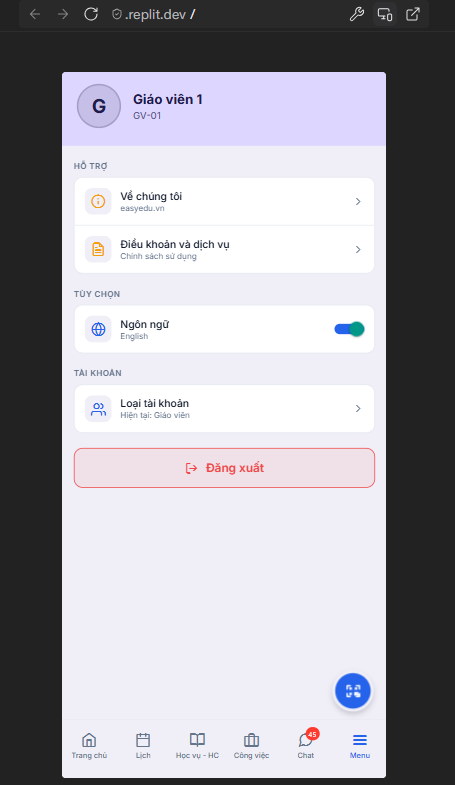 .replit.dev /
G
Giáo viên 1
GV-01
HỖ TRỢ
Về chúng tôi
easyedu.vn
Điều khoản và dịch vụ
Chính sách sử dụng
TÙY CHỌN
Ngôn ngữ
English
TÀI KHOẢN
Loại tài khoản
Hiện tại: Giáo viên
Đăng xuất
45
Trang chủ Lịch Học vụ - HC Công việc Chat Menu